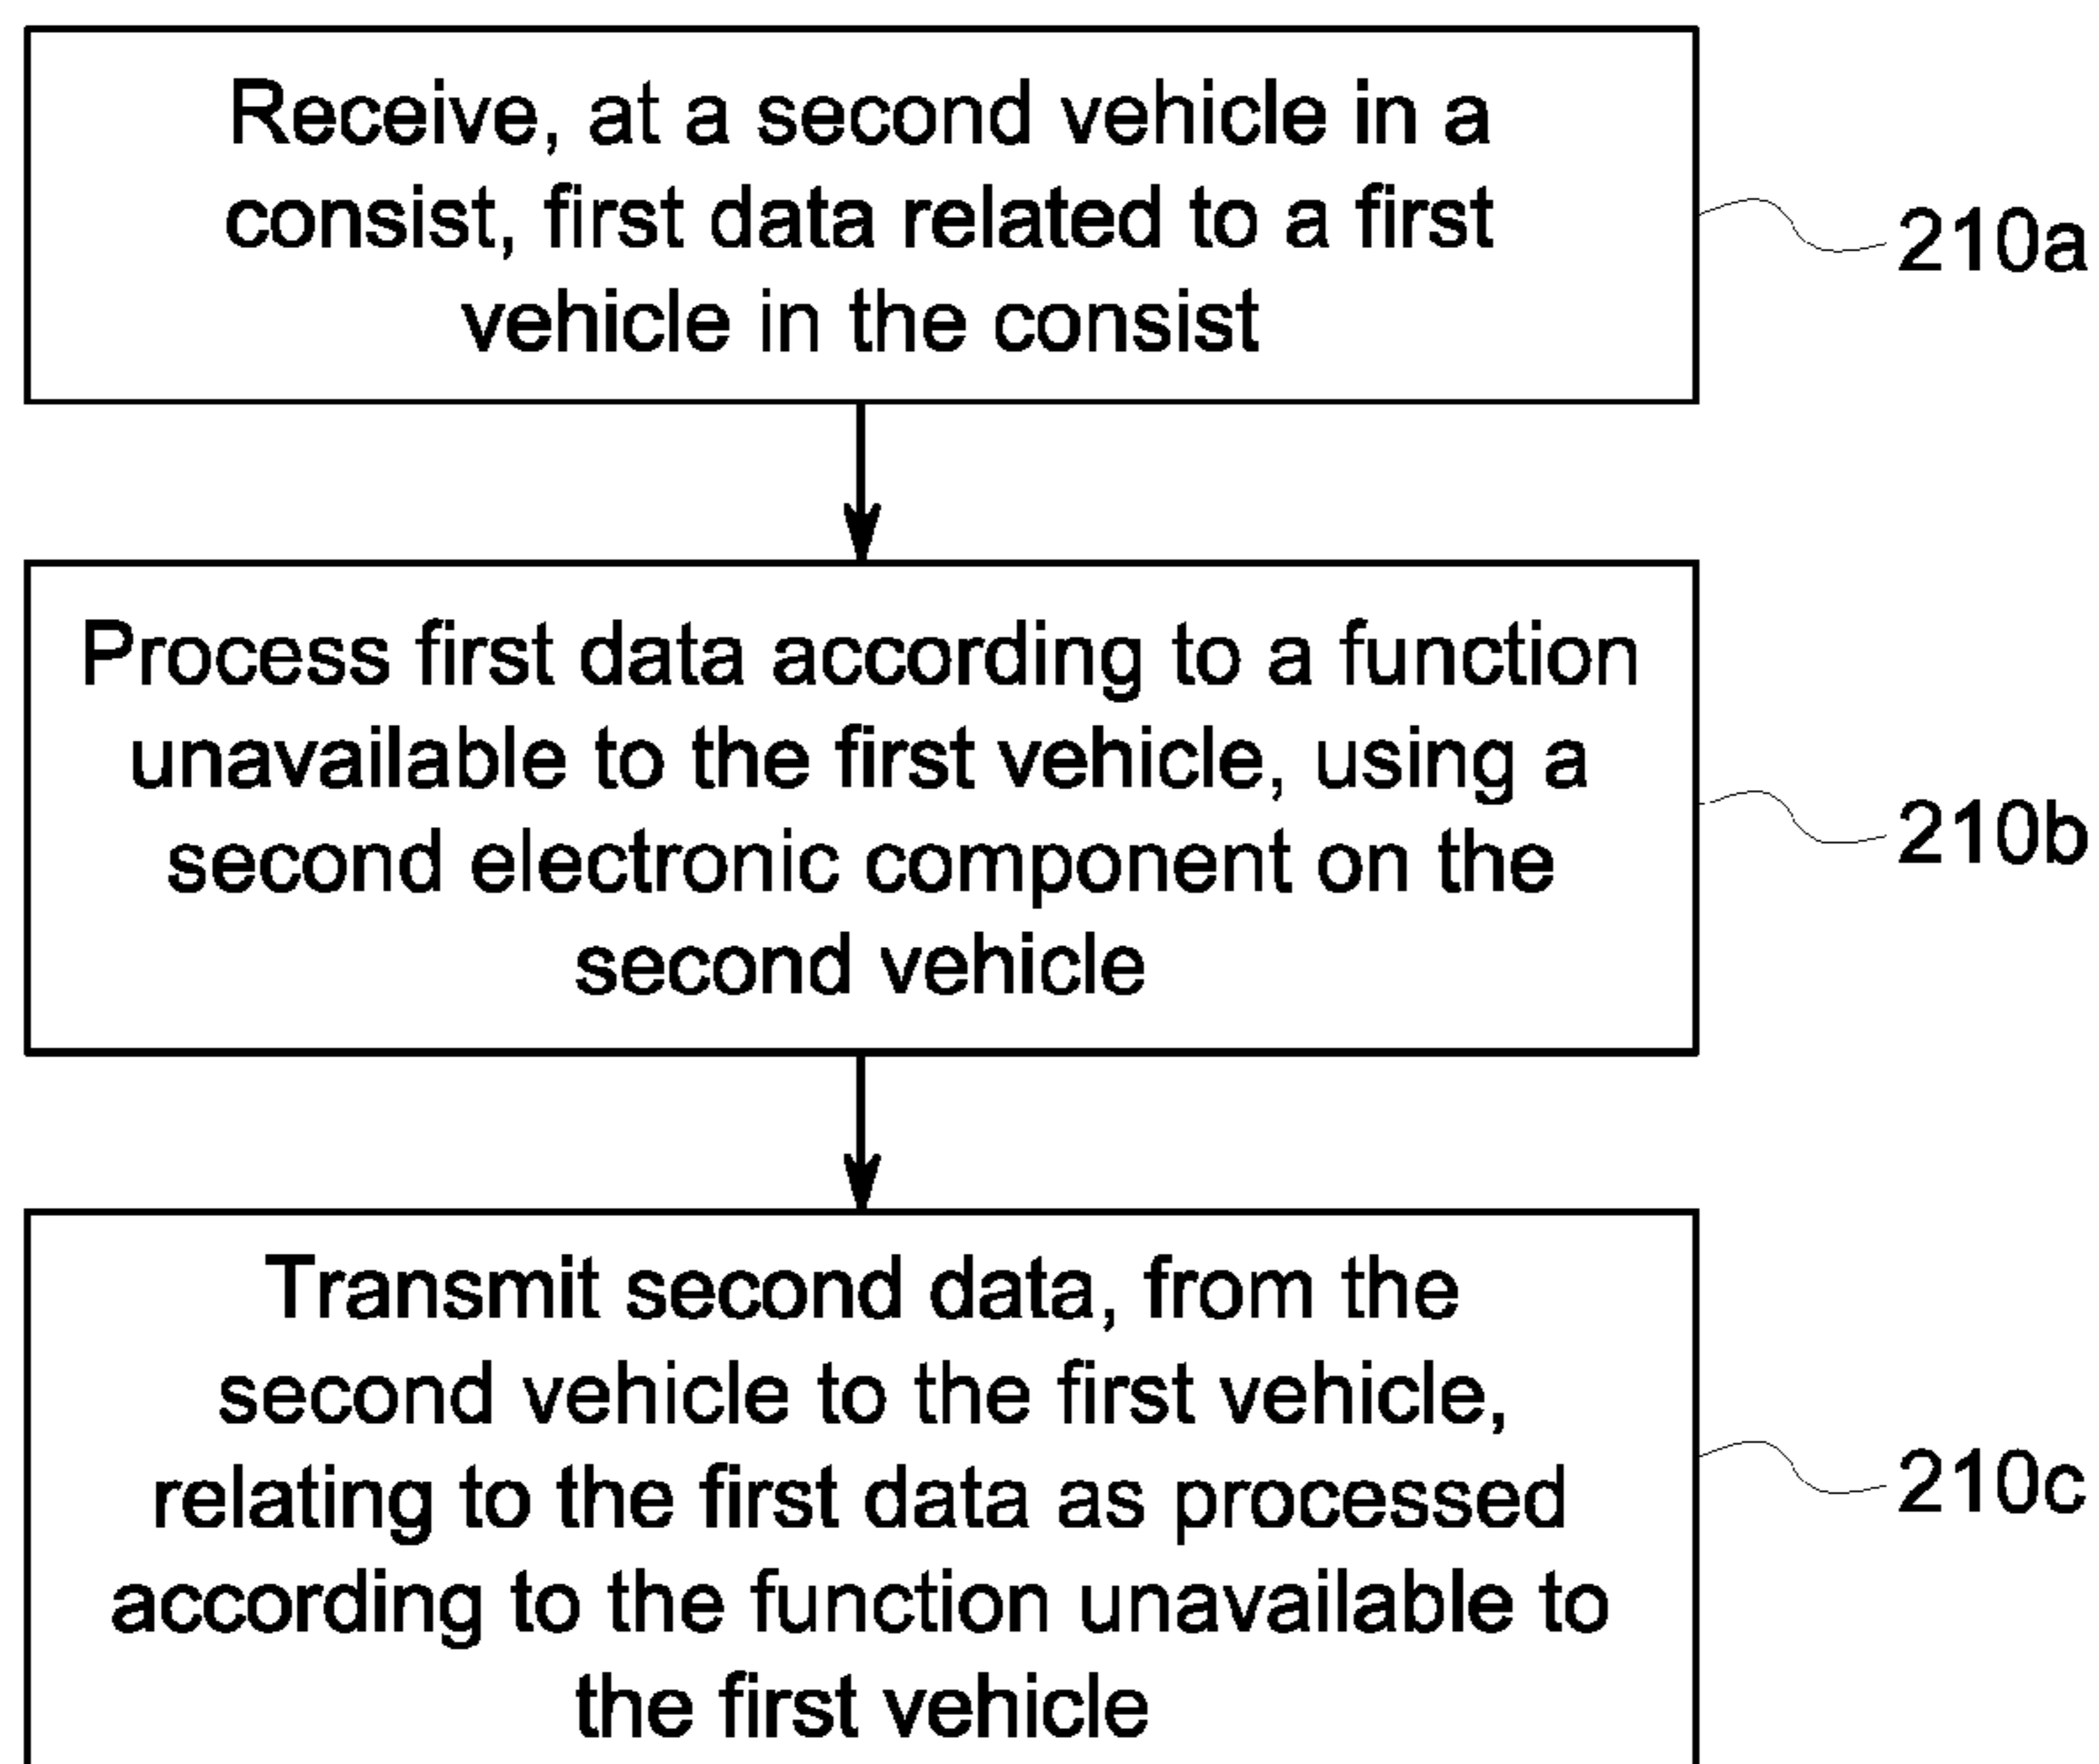 Receive, at a second vehicle in a
consist, first data related to a first
vehicle in the consist
210a
Process first data according to a function
unavailable to the first vehicle, using a
second electronic component on the
second vehicle
210b
Transmit second data, from the
second vehicle to the first vehicle,
relating to the first data as processed
according to the function unavailable to
the first vehicle
210c